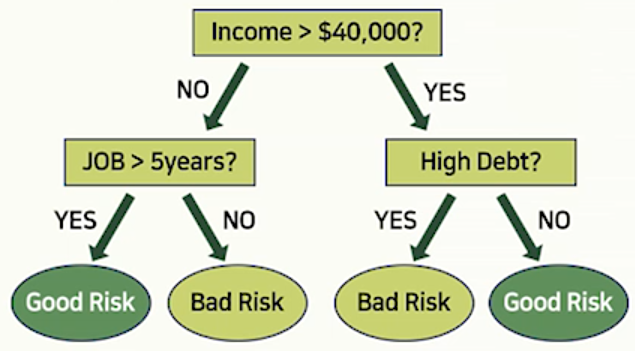 Income > $40,000?
NO
YES
JOB > 5years?
High Debt?
YES
NO
YES
NO
Good Risk
Bad Risk
Bad Risk
Good Risk